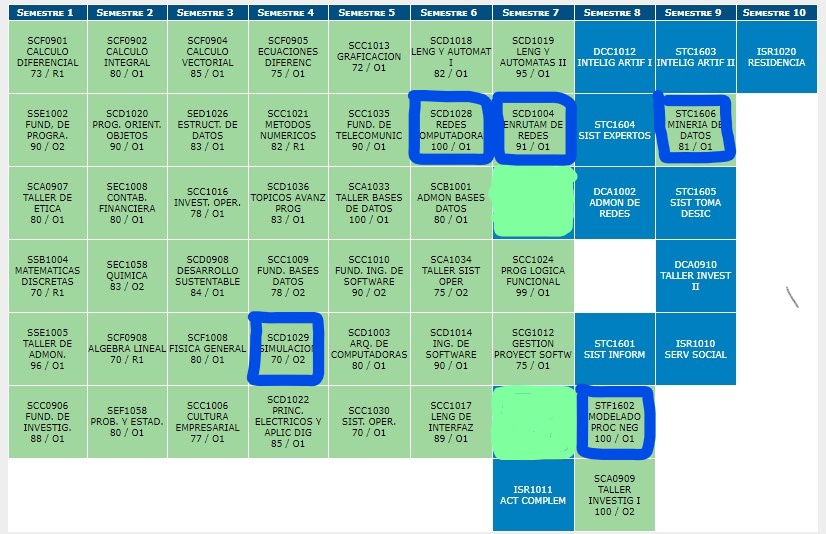 SEMESTRE 1
SEMESTRE 2
SEMESTRE 3
SEMESTRE 4
SEMESTRE 5
SEMESTRE 6
SEMESTRE 7
SEMESTRE 8
SEMESTRE 9
SEMESTRE 10
SCF0901
CALCULO
DIFERENCIAL
73 / R1
SCF0902
CALCULO
INTEGRAL
80 / O1
SCF0904
CALCULO
VECTORIAL
85 / O1
SCF0905
ECUACIONES
DIFERENC
75 / O1
SCC1013
GRAFICACION
72 / O1
SCD1018
LENG Y AUTOMAT
I
82 / O1
SCD1019
LENG Y
AUTOMATAS II
95 / O1
DCC1012
INTELIG ARTIF I
STC1603
INTELIG ARTIF II
ISR1020
RESIDENCIA
SSE1002
FUND, DE
PROGRA.
90 / O2
SCD1020
PROG. ORIENT.
OBJETOS
90 / O1
SED1026
ESTRUCT. DE
DATOS
83 / O1
SCC1021
METODOS
NUMERICOS
82 / R1
SCC1035
FUND. DE
TELECOMUNIC
90 / O1
SCD1028
REDES
OMPUTADORA
100 / O1
SCD1004
ENRUTAM DE
REDES
91 / O1
STC1604
SIST EXPERTOS
STC1606
MINERIA DE
DATOS
81 / O1
SCA0907
TALLER DE
ETICA
80 / O1
SEC1008
CONTAB.
FINANCIERA
80 / O1
SCC1016
INVEST. OPER.
78 / O1
SCD1036
TOPICOS AVANZ
PROG
83 / O1
SCA1033
TALLER BASES
DE DATOS
100 / O1
SCB1001
ADMON BASES
DATOS
80 / O1
DCA1002
ADMON DE
REDES
STC1605
SIST TOMA
DESIC
SSB1004
MATEMATICAS
DISCRETAS
70 / R1
SEC1058
QUIMICA
83 / O2
SCD0908
DESARROLLO
SUSTENTABLE
84 / O1
SCC1009
FUND. BASES
DATOS
78 / O2
SCC1010
FUND. ING. DE
SOFTWARE
90 / O2
SCA1034
TALLER SIST
OPER
75 / O2
SCC1024
PROG LOGICA
FUNCIONAL
99 / O1
DCA0910
TALLER INVEST
II
SSE1005
TALLER DE
ADMON.
96 / O1
SCF0908
ALGEBRA LINEAL
70 / R1
SCF1008
FISICA GENERAL
80 / O1
SCD1029
SIMULACION
70 / O2
SCD1003
ARQ. DE
COMPUTADORAS
80 / O1
SCD1014
ING. DE
SOFTWARE
90 / O1
SCG1012
GESTION
PROYECT SOFTW
75 / O1
STC1601
SIST INFORM
ISR1010
SERV SOCIAL
SCC0906
FUND. DE
INVESTIG.
88 / O1
SEF1058
PROB. Y ESTAD.
80 / O1
SCC1006
CULTURA
EMPRESARIAL
77 / O1
SCD1022
PRINC.
ELECTRICOS Y
APLIC DIG
85 / O1
SCC1030
SIST. OPER.
70 / O1
SCC1017
LENG DE
INTERFAZ
89 / O1
STF1602
MODELADO
PROC NEG
100 / O1
ISR1011
ACT COMPLEM
SCA0909
TALLER
INVESTIG I
100 / O2